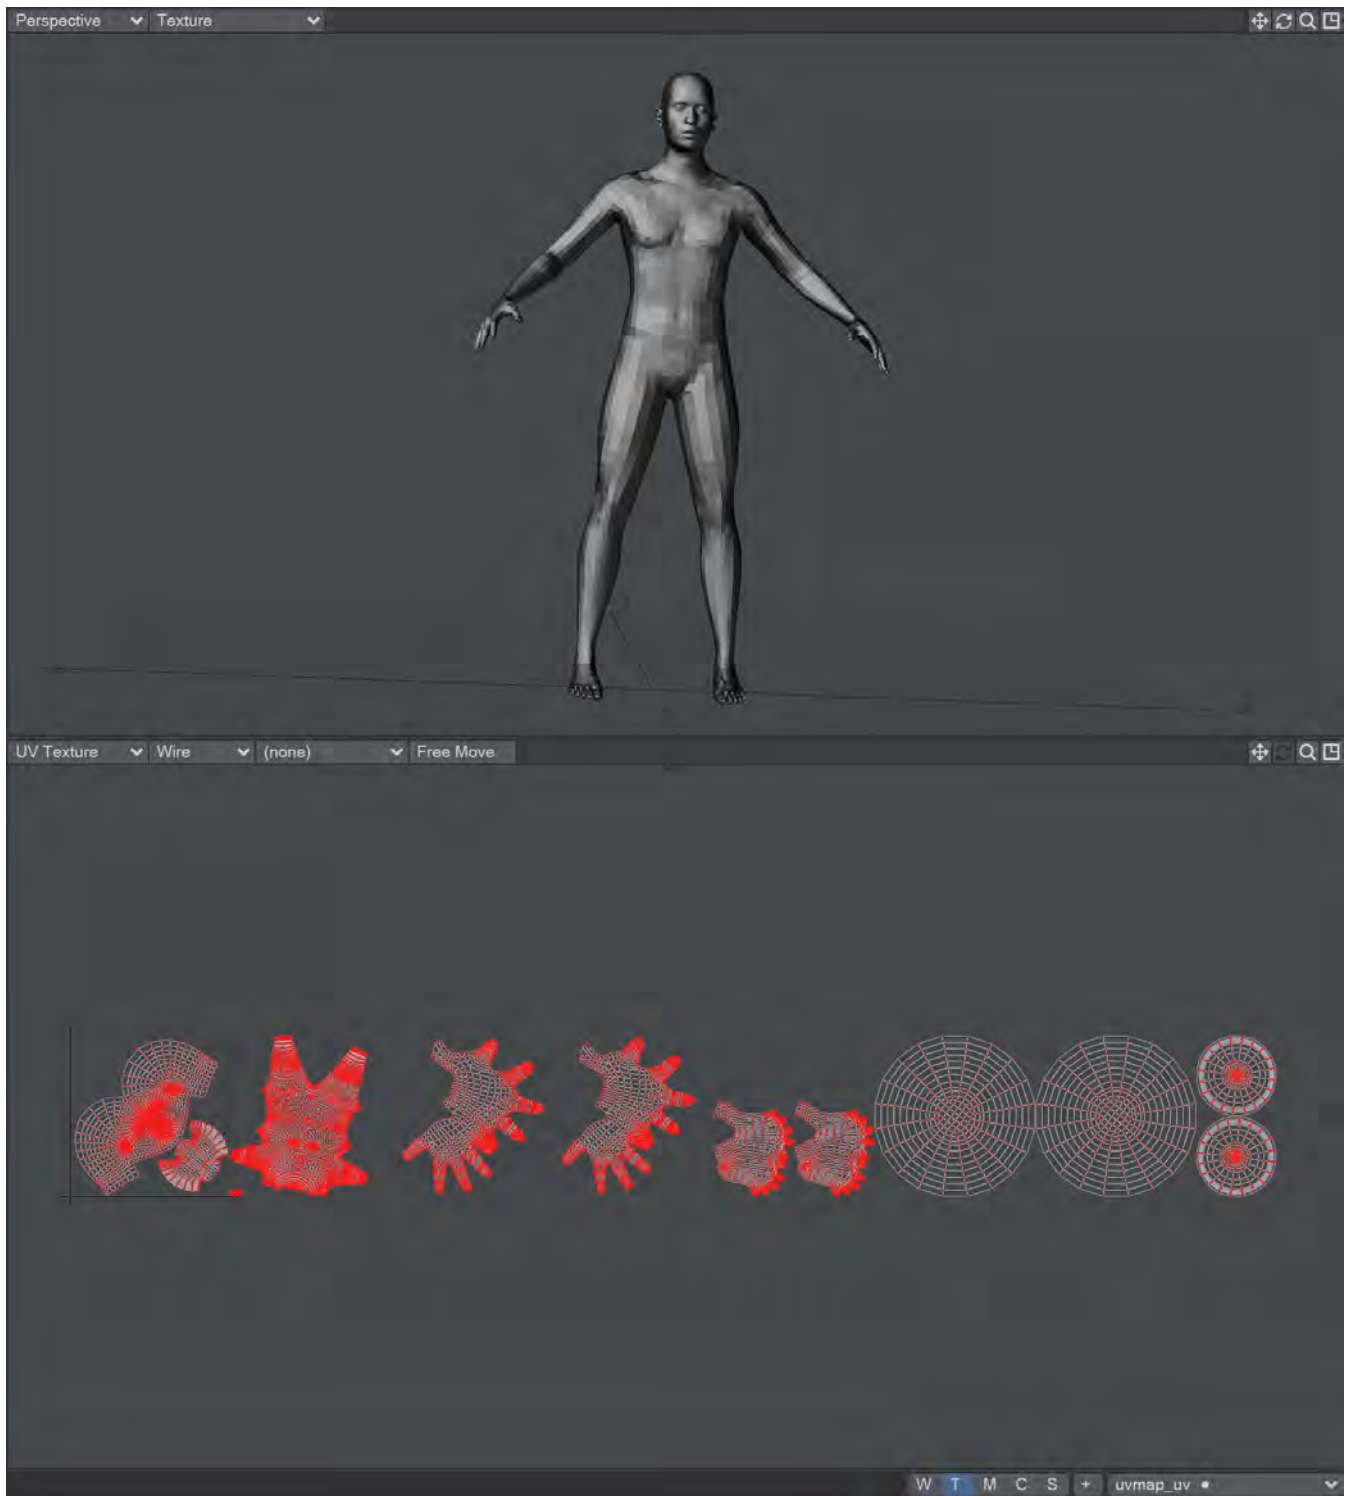 Perspective Texture
UV Texture Wire (none) Free Move
W T M C S + uvmap_uv